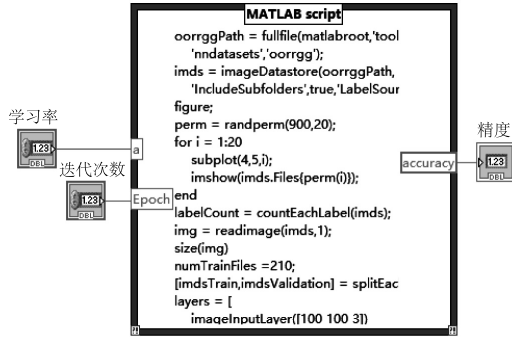 MATLAB script
oorrggPath = fullfile(matlabroot,'tool
'nndatasets','oorrgg');
imds = imageDatastore(oorrggPath,
'IncludeSubfolders',true,'LabelSour
figure;
perm = randperm(900,20);
for i = 1:20
subplot(4,5,i);
imshow(imds.Files{perm(i)});
end
labelCount = countEachLabel(imds);
img = readimage(imds,1);
size(img)
numTrainFiles =210;
[imdsTrain,imdsValidation] = splitEac
layers = [
imageInputLayer([100 100 3])
学习率
1.23
DBL
a
迭代次数
1.23
DBL
Epoch
accuracy
精度
1.23
DBL